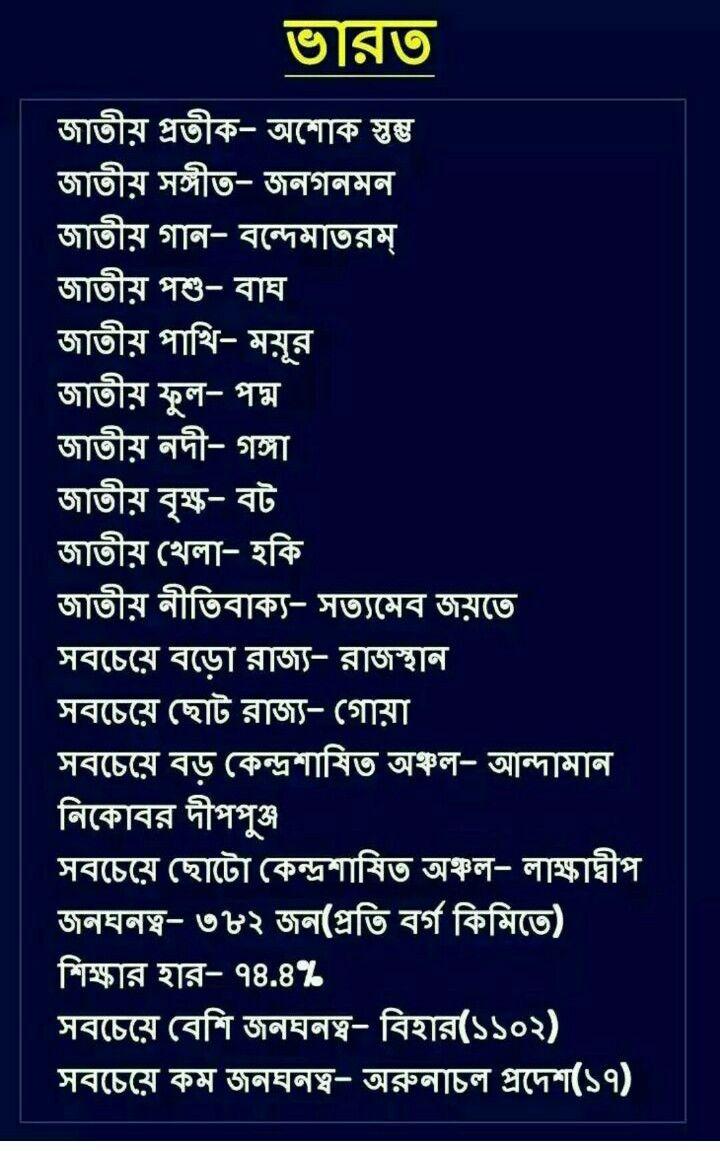 ভারত
জাতীয় প্রতীক- অশোক স্তম্ভ
জাতীয় সঙ্গীত- জনগনমন
জাতীয় গান- বন্দেমাতরম্
জাতীয় পশু- বাঘ
জাতীয় পাখি- ময়ূর
জাতীয় ফুল- পদ্ম
জাতীয় নদী- গঙ্গা
জাতীয় বৃক্ষ- বট
জাতীয় খেলা- হকি
জাতীয় নীতিবাক্য- সত্যমেব জয়তে
সবচেয়ে বড়ো রাজ্য- রাজস্থান
সবচেয়ে ছোট রাজ্য- গোয়া
সবচেয়ে বড় কেন্দ্রশাষিত অঞ্চল- আন্দামান
নিকোবর দীপপুঞ্জ
সবচেয়ে ছোটো কেন্দ্রশাষিত অঞ্চল- লাক্ষাদ্বীপ
জনঘনত্ব- ৩৮২ জন(প্রতি বর্গ কিমিতে)
শিক্ষার হার- ৭৪.৪%
সবচেয়ে বেশি জনঘনত্ব- বিহার(১১০২)
সবচেয়ে কম জনঘনত্ব- অরুনাচল প্রদেশ(১৭)